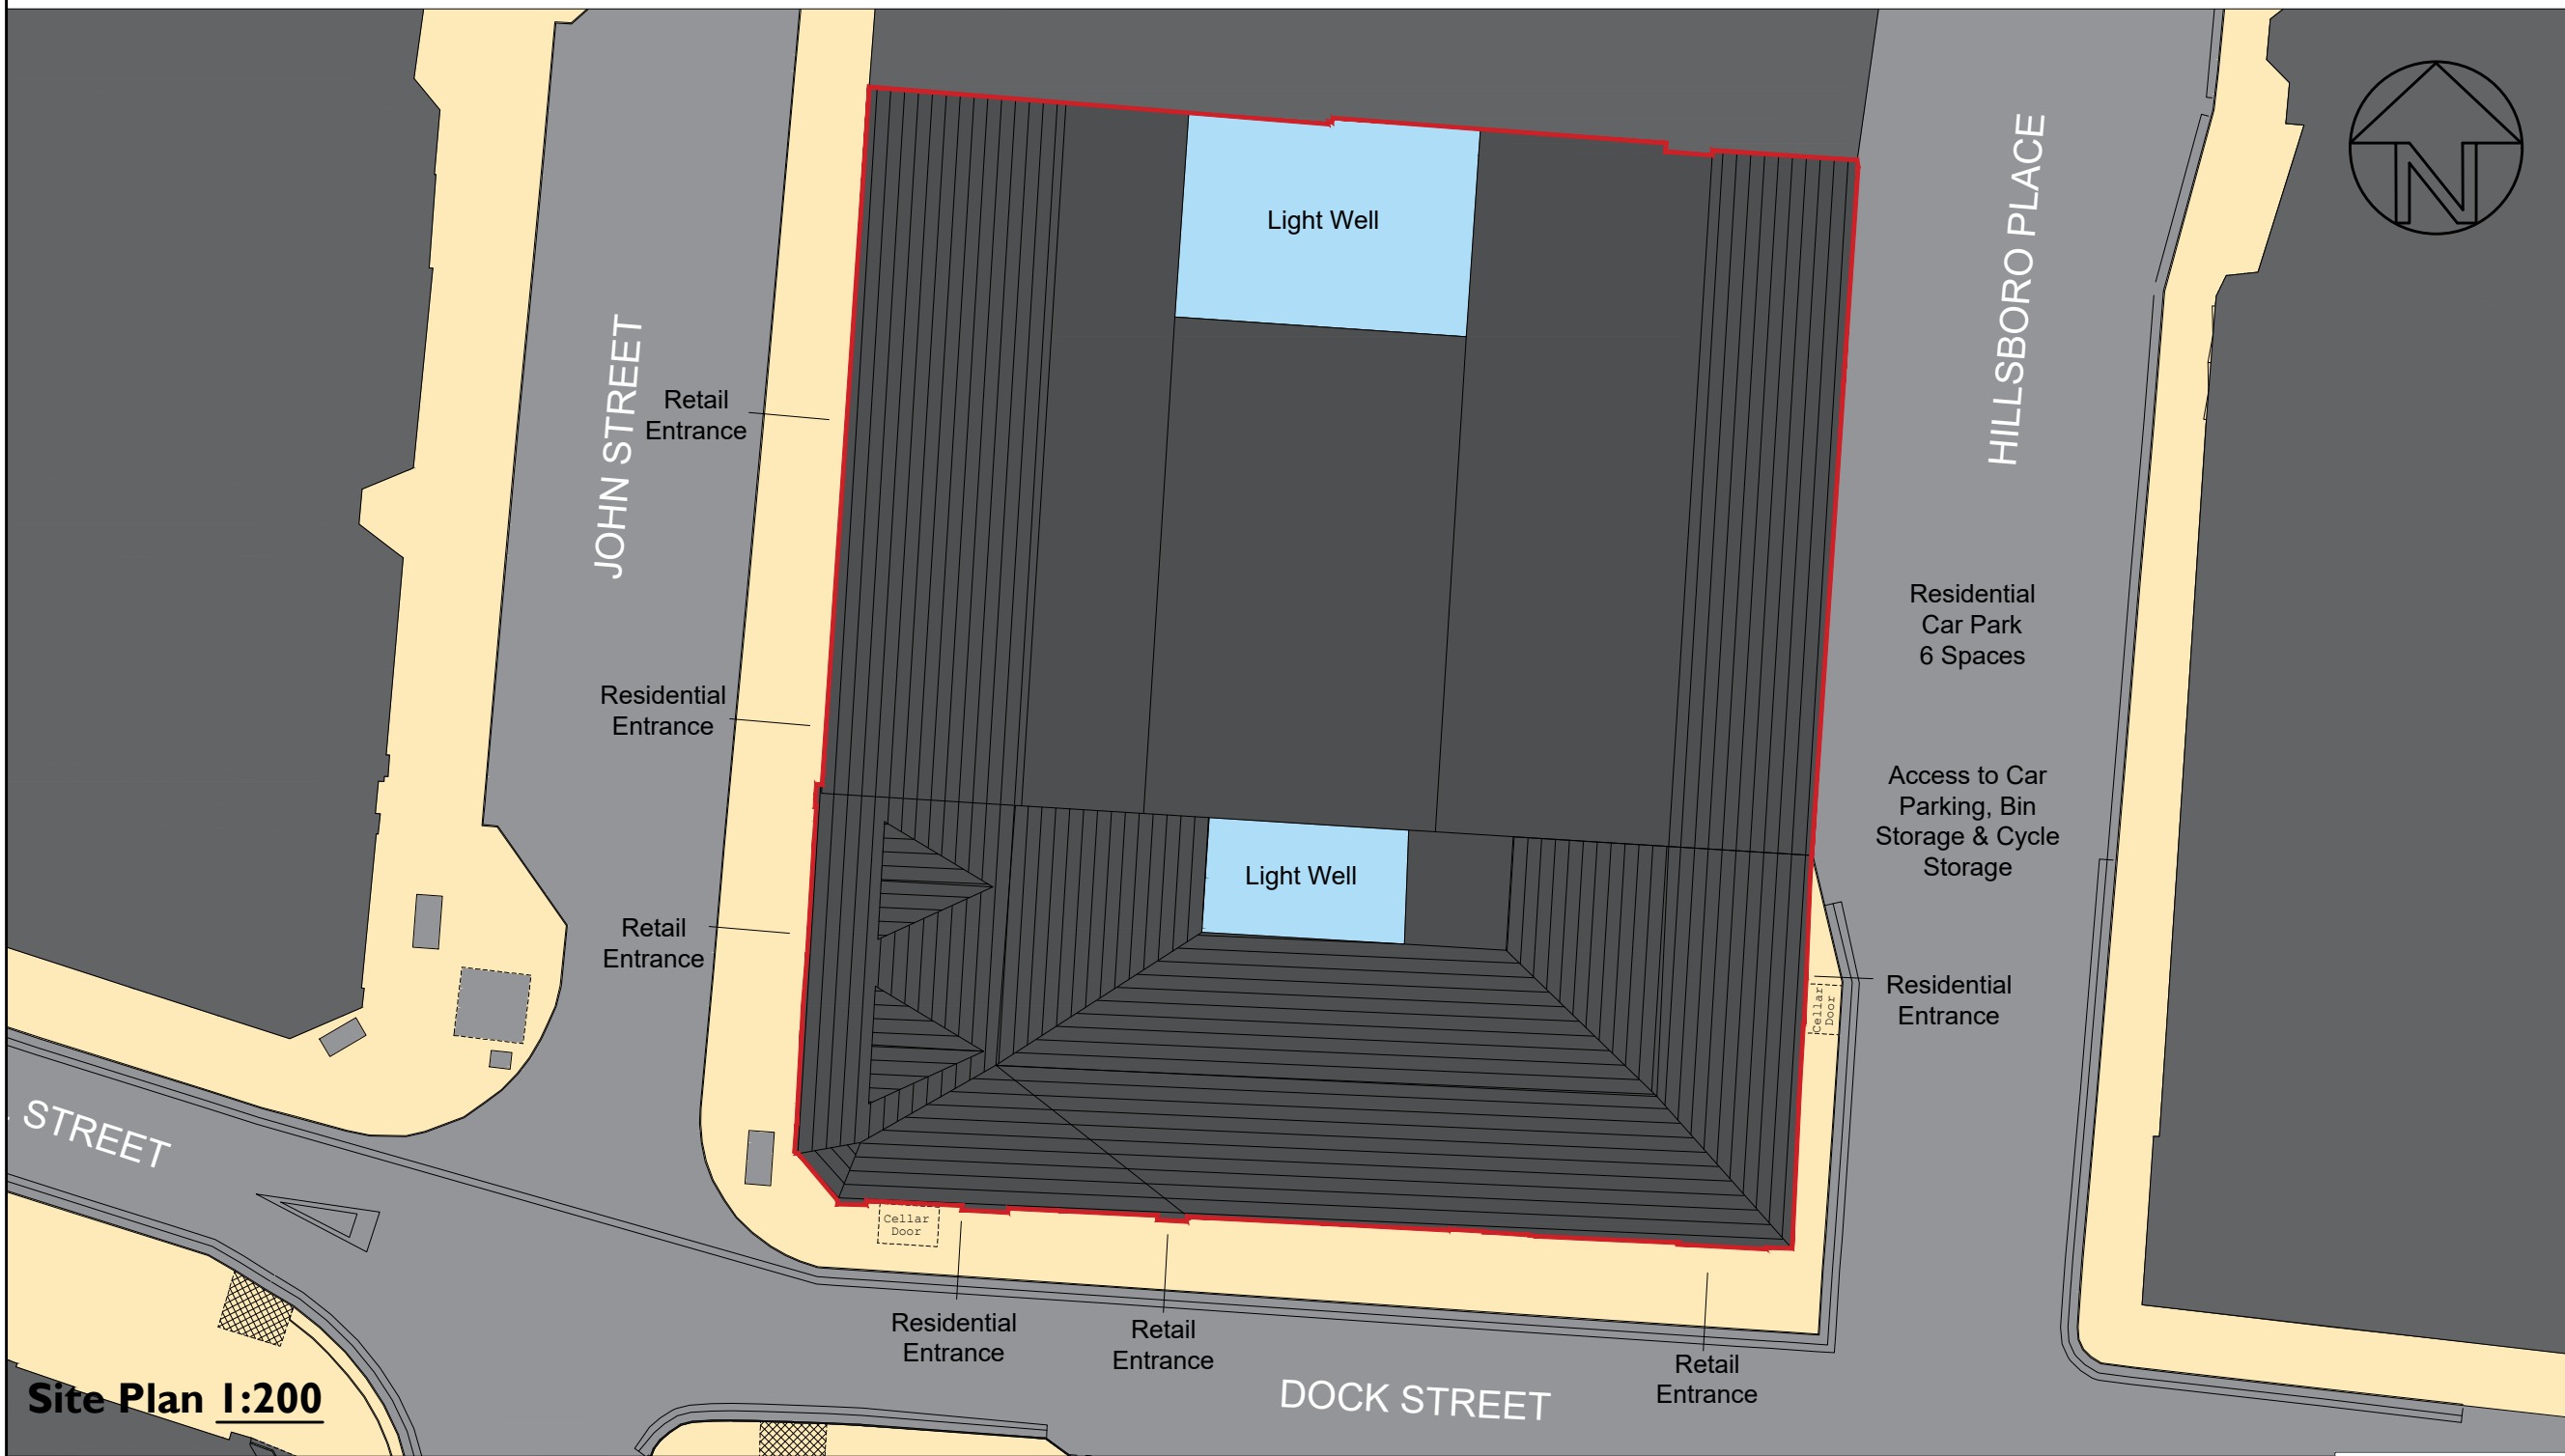 Light Well
N
HILLSBORO PLACE
JOHN STREET
Retail
Entrance
Residential
Car Park
6 Spaces
Residential
Entrance
Access to Car
Parking, Bin
Storage & Cycle
Storage
Light Well
Retail
Entrance
Residential
Entrance
Cellar
Door
STREET
Cellar
Door
Residential
Entrance
Retail
Entrance
Retail
Entrance
DOCK STREET
Site Plan 1:200